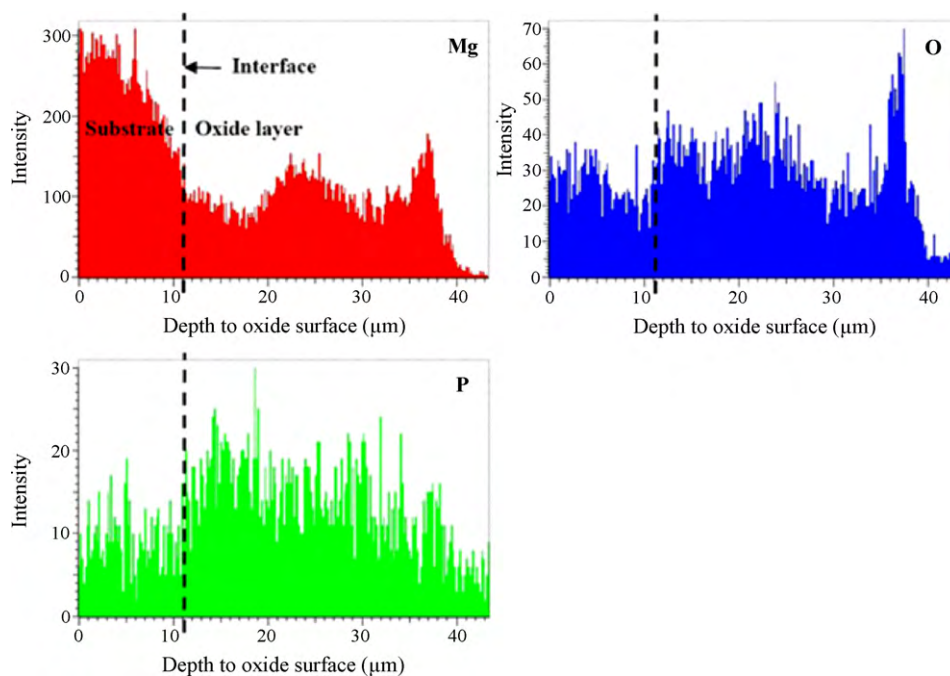 Mg
Interface
Substrate Oxide layer
Intensity
300
200
100
0
0 10 20 30 40
Depth to oxide surface (μm)
O
Intensity
70
60
50
40
30
20
10
0
0 10 20 30 40
Depth to oxide surface (μm)
P
Intensity
30
20
10
0
0 10 20 30 40
Depth to oxide surface (μm)